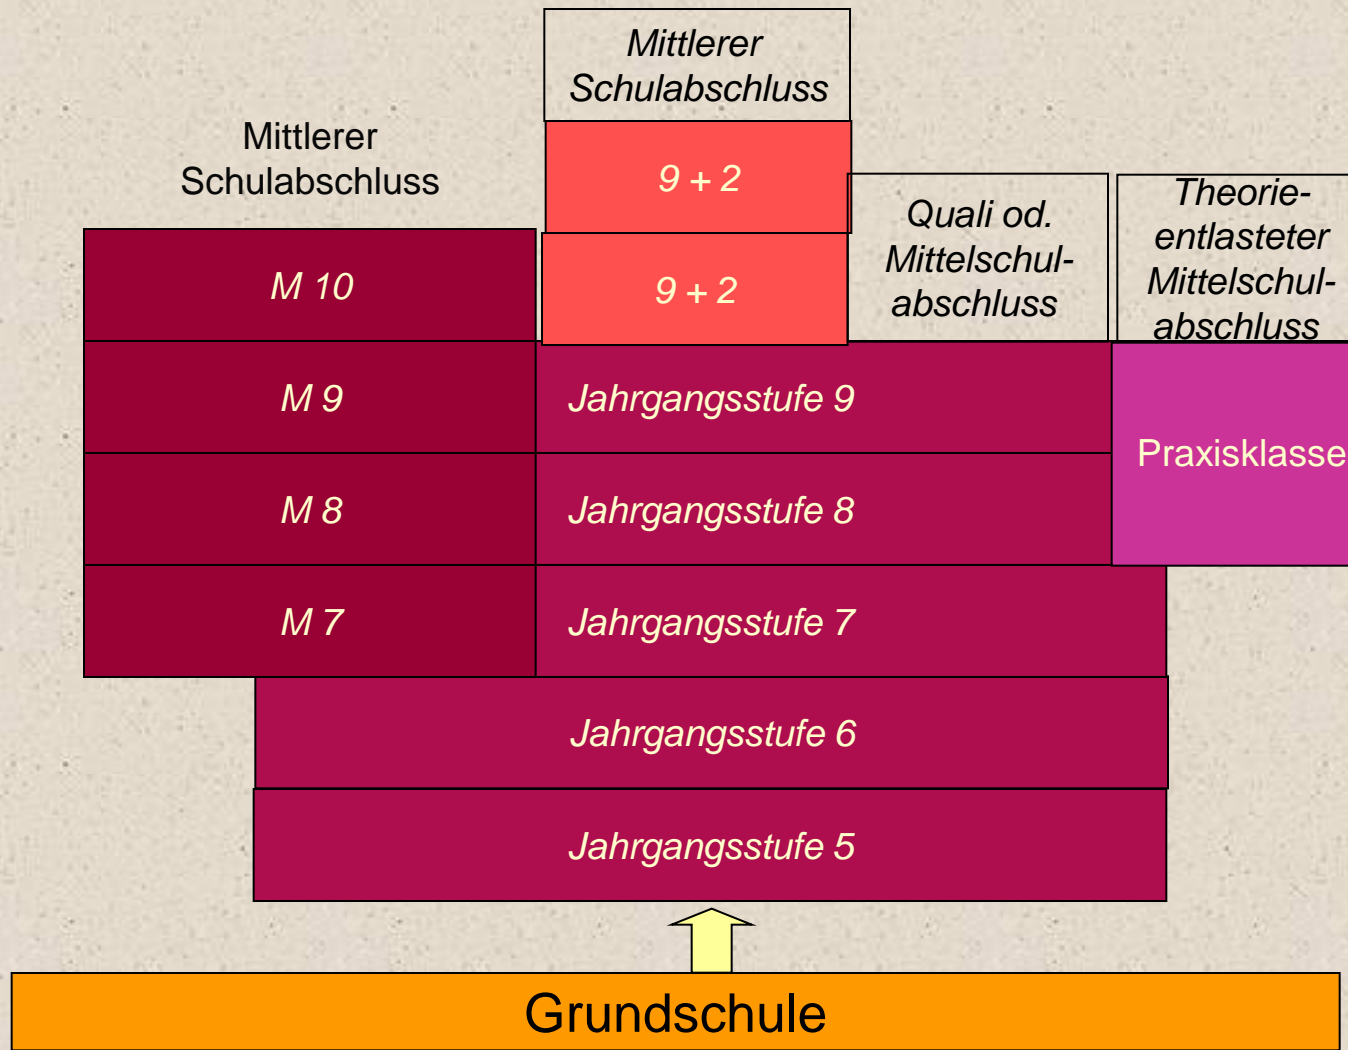 Mittlerer
Schulabschluss
Mittlerer
Schulabschluss
9 + 2
Quali od.
Mittelschul-
abschluss
Theorie-
entlasteter
Mittelschul-
abschluss
M 10
9 + 2
M 9
Jahrgangsstufe 9
Praxisklasse
M 8
Jahrgangsstufe 8
M 7
Jahrgangsstufe 7
Jahrgangsstufe 6
Jahrgangsstufe 5
Grundschule